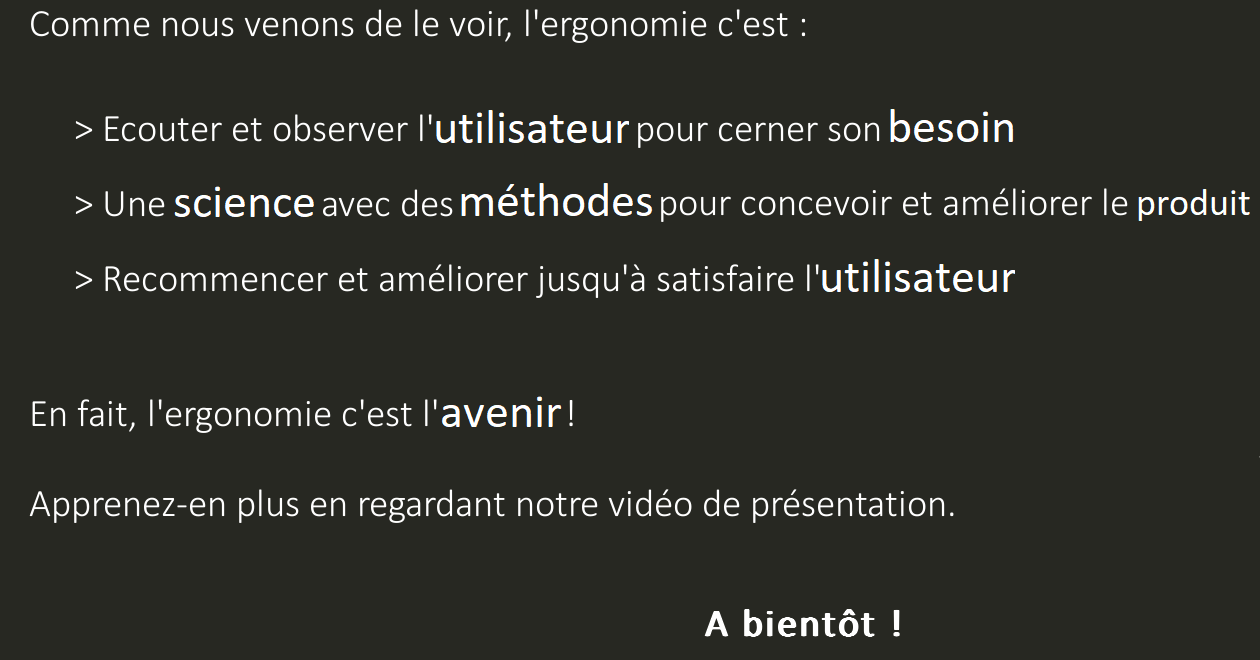 Comme nous venons de le voir, l'ergonomie c'est :
> Ecouter et observer l'utilisateur pour cerner son besoin
> Une science avec des méthodes pour concevoir et améliorer le produit
> Recommencer et améliorer jusqu'à satisfaire l'utilisateur
En fait, l'ergonomie c'est l'avenir !
Apprenez-en plus en regardant notre vidéo de présentation.
A bientôt !